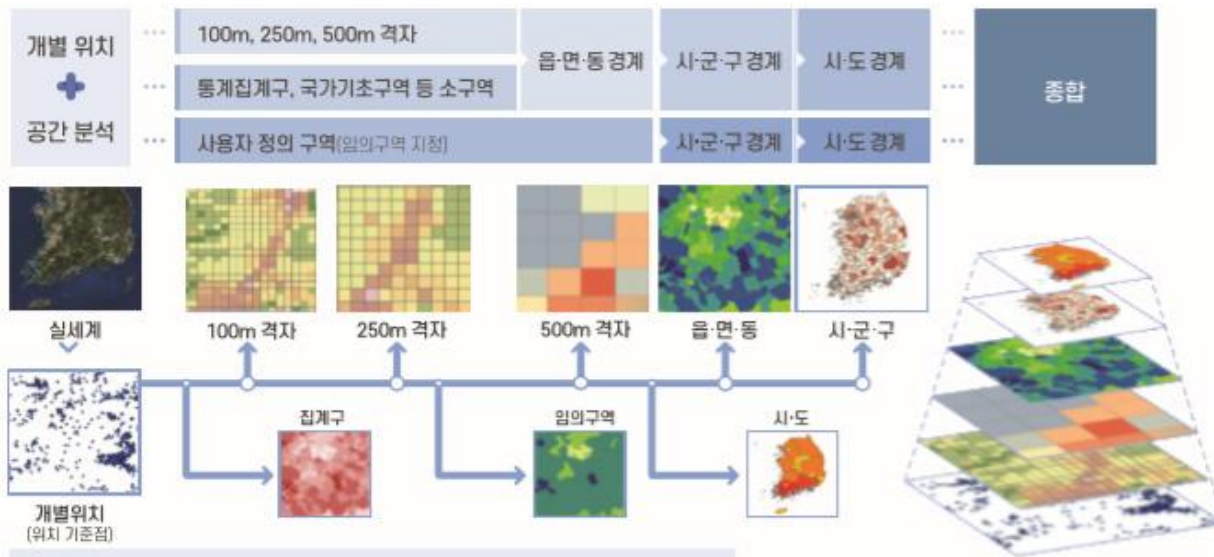 개별 위치
공간 분석
100m, 250m, 500m 격자
통계집계구, 국가기초구역 등 소구역
사용자 정의 구역(임의구역 지정)
읍·면·동 경계
시·군·구 경계
시·도 경계
시·군·구 경계
시·도 경계
종합
실세계
100m 격자
250m 격자
500m 격자
읍·면·동
시·군·구
집계구
임의구역
시·도
개별위치
(위치 기준점)